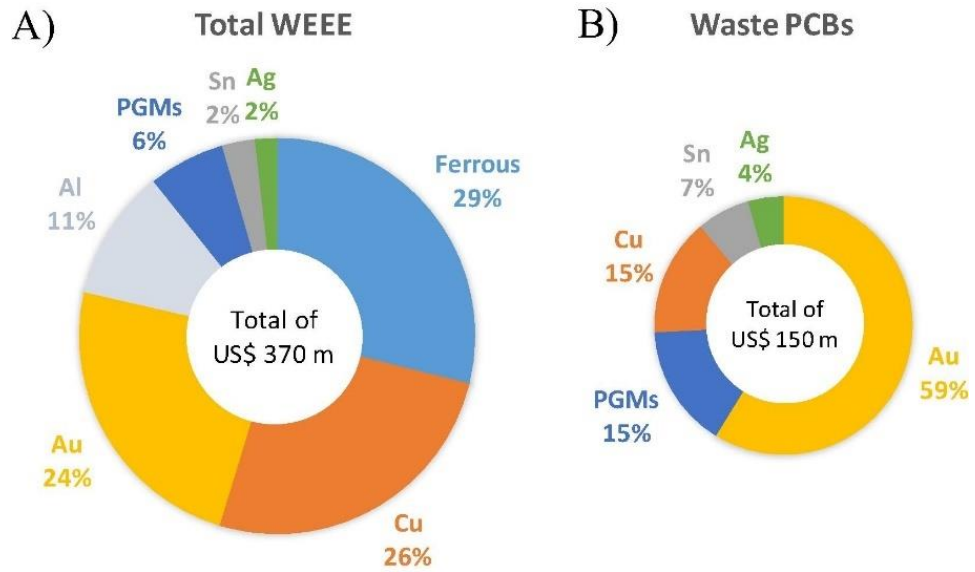 A)
Total WEEE
Ferrous
29%
Cu
26%
Au
24%
Al
11%
PGMs
6%
Sn
2%
Ag
2%
Total of
US$ 370 m
B)
Waste PCBs
Au
59%
PGMs
15%
Cu
15%
Sn
7%
Ag
4%
Total of
US$ 150 m